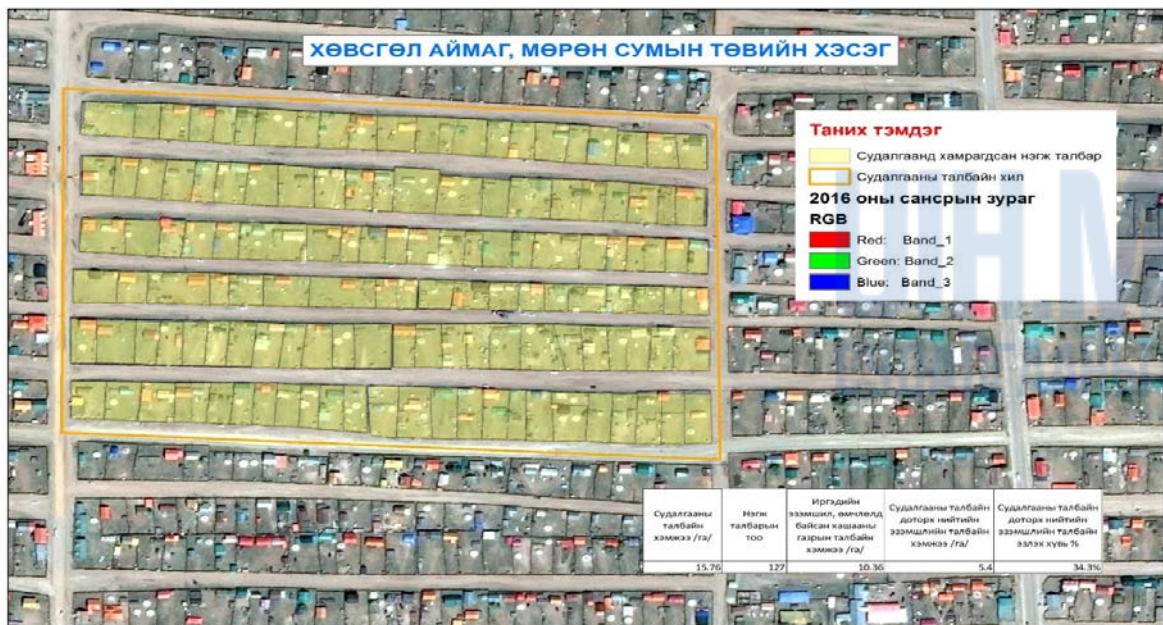 ХӨВСГӨЛ АЙМАГ, МӨРӨН СУМЫН ТӨВИЙН ХЭСЭГ
Таних тэмдэг
Судалгаанд хамрагдсан нэгж талбар
Судалгааны талбайн хил
2016 оны сансрын зураг
RGB
Red: Band_1
Green: Band_2
Blue: Band_3
Судалгааны
талбайн
хэмжээ /га/
Нэгж
талбарын
тоо
Иргэдийн
эзэмшил, өмчлөлд
байсан хашааны
газрын талбайн
хэмжээ /га/
Судалгааны талбайн
доторх нийтийн
эзэмшлийн талбайн
хэмжээ /га/
Судалгааны талбайн
доторх нийтийн
эзэмшлийн талбайн
эзлэх хувь %
15.76
127
10.36
5.4
34.3%